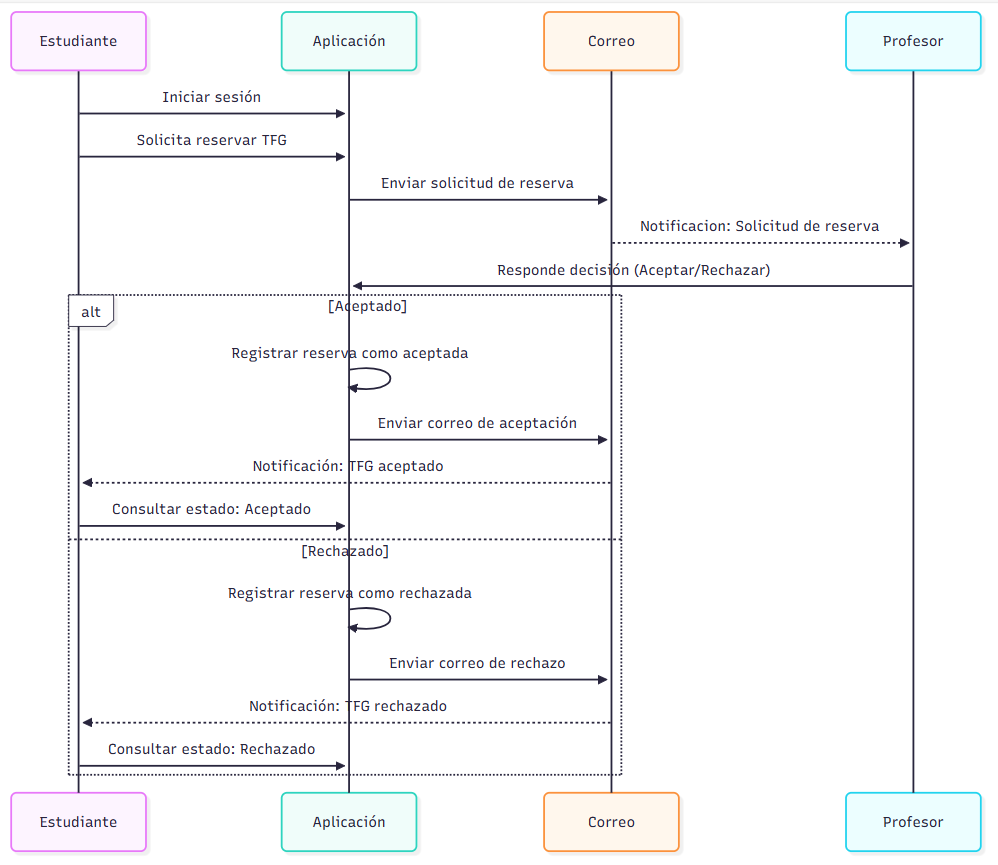 Estudiante
Aplicación
Correo
Profesor
Iniciar sesión
Solicita reservar TFG
Enviar solicitud de reserva
Notificacion: Solicitud de reserva
Responde decisión (Aceptar/Rechazar)
alt
[Aceptado]
Registrar reserva como aceptada
Enviar correo de aceptación
Notificación: TFG aceptado
Consultar estado: Aceptado
[Rechazado]
Registrar reserva como rechazada
Enviar correo de rechazo
Notificación: TFG rechazado
Consultar estado: Rechazado
Estudiante
Aplicación
Correo
Profesor